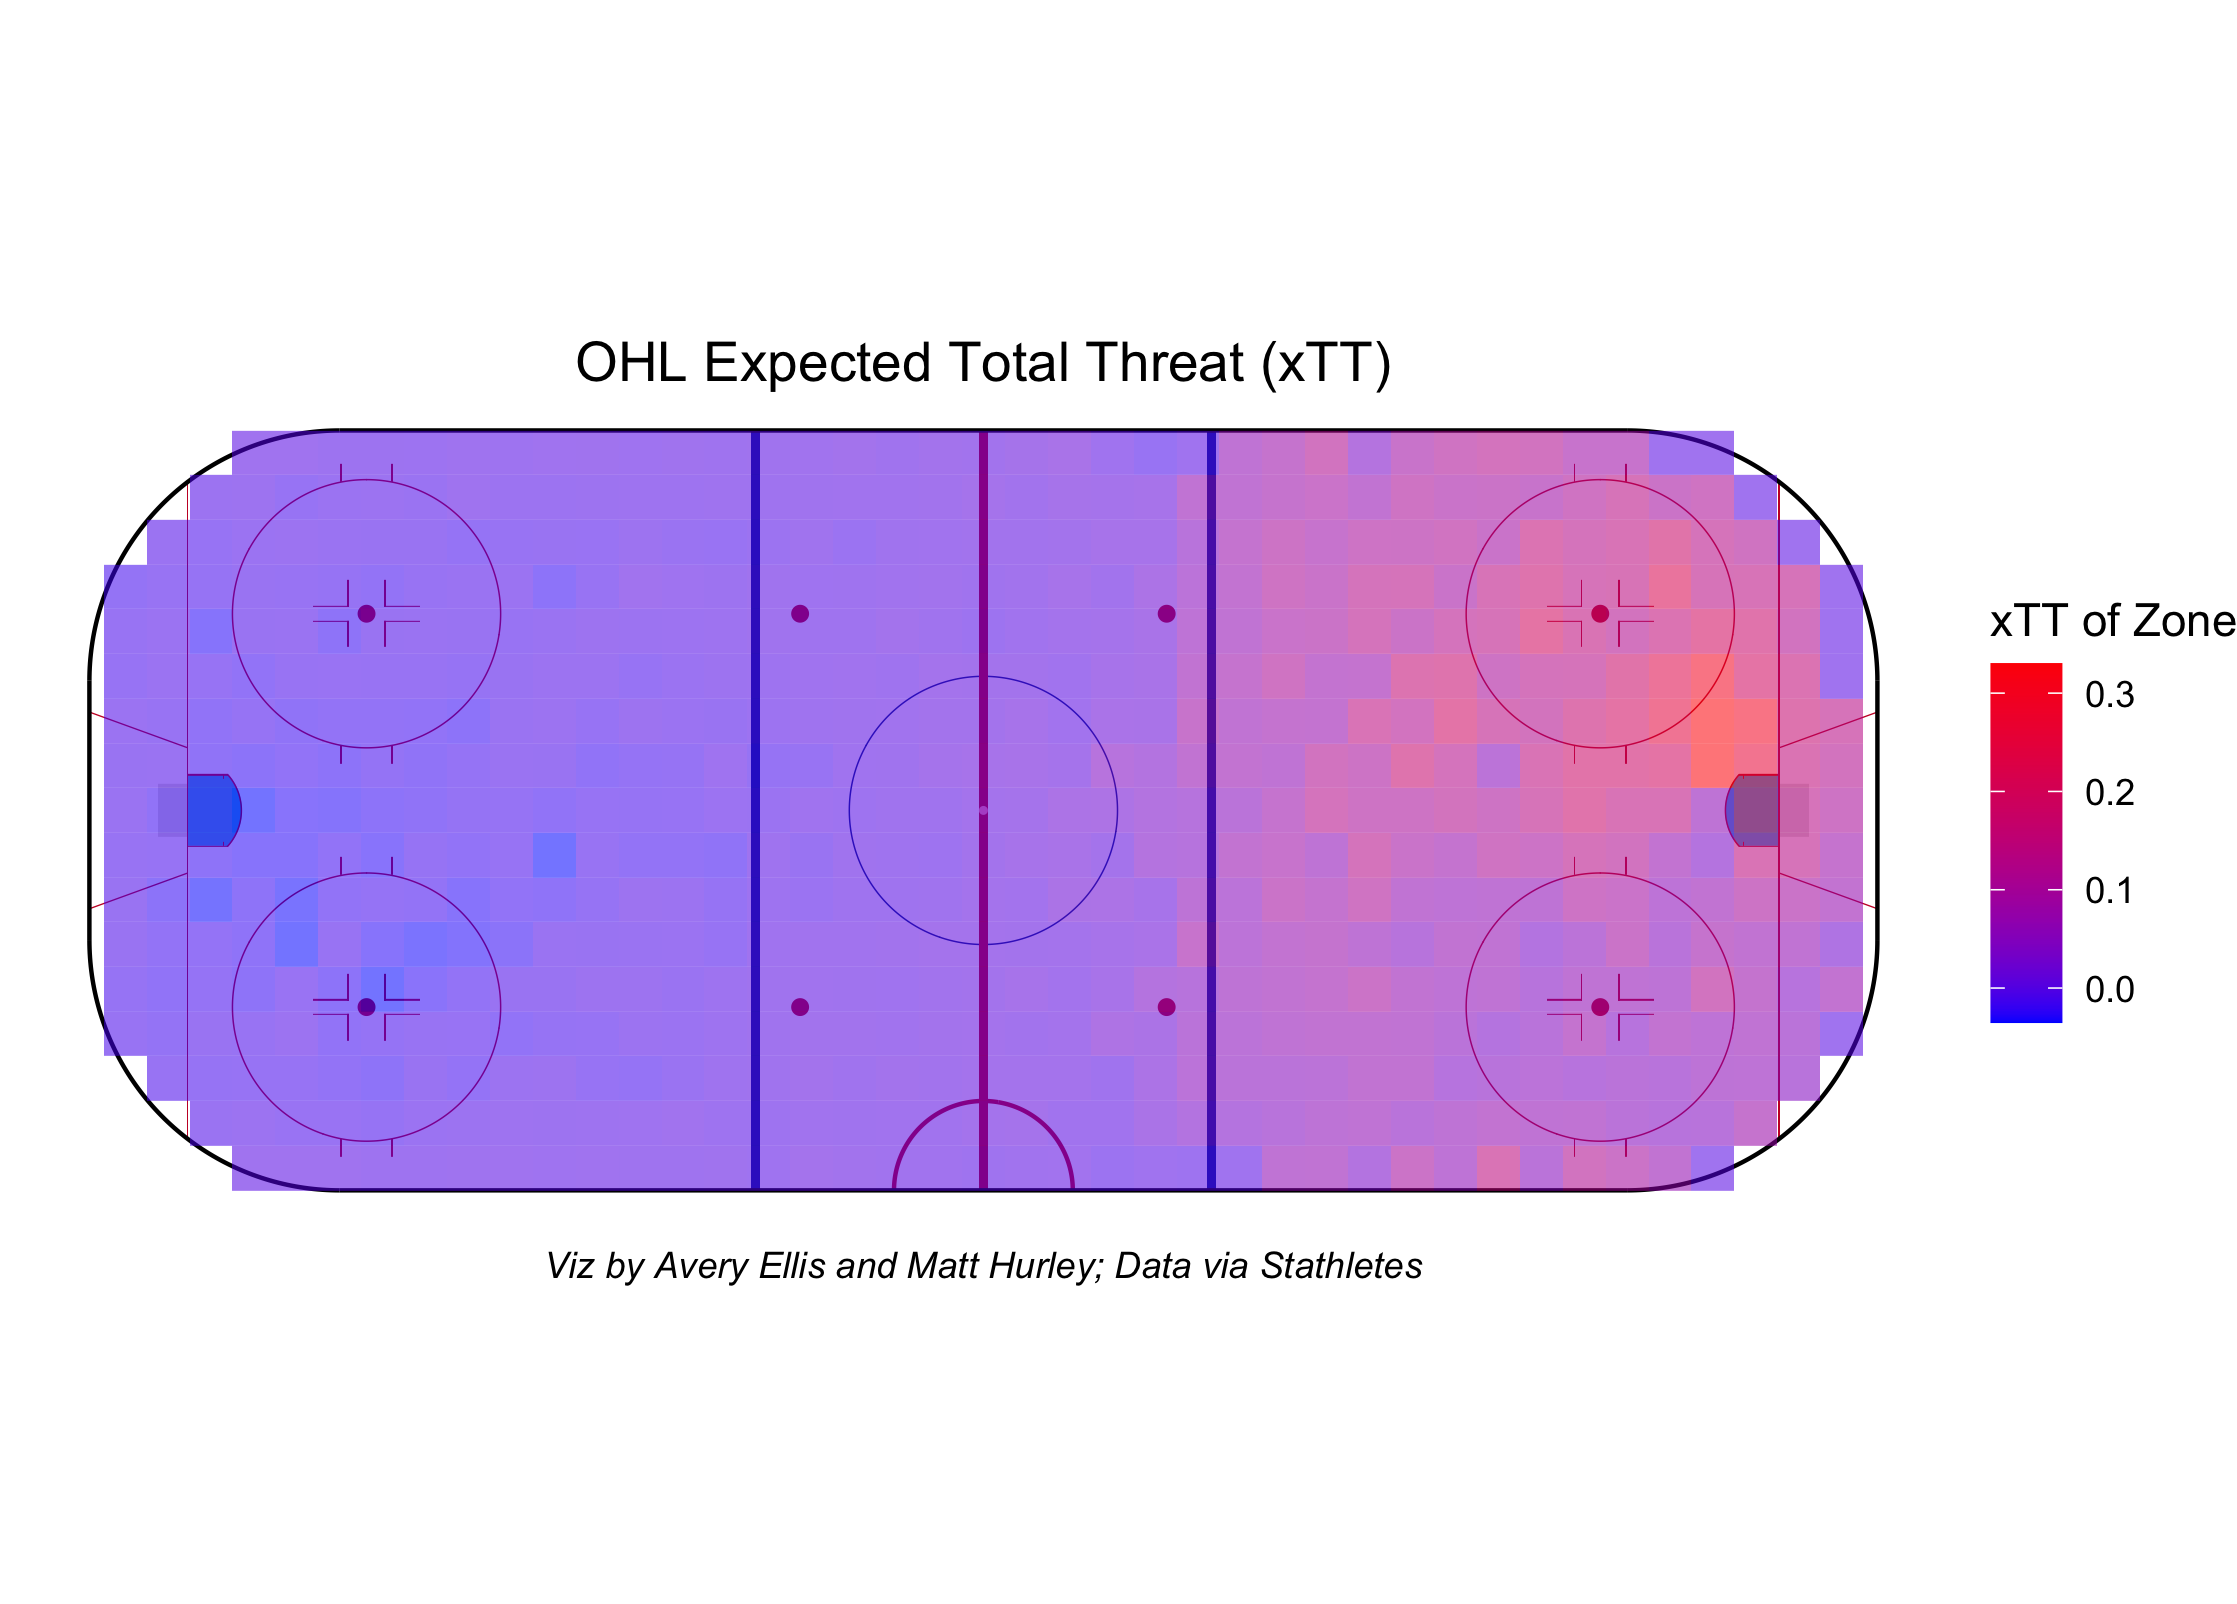 OHL Expected Total Threat (xTT)
xTT of Zone
0.3
0.2
0.1
0.0
Viz by Avery Ellis and Matt Hurley; Data via Stathletes